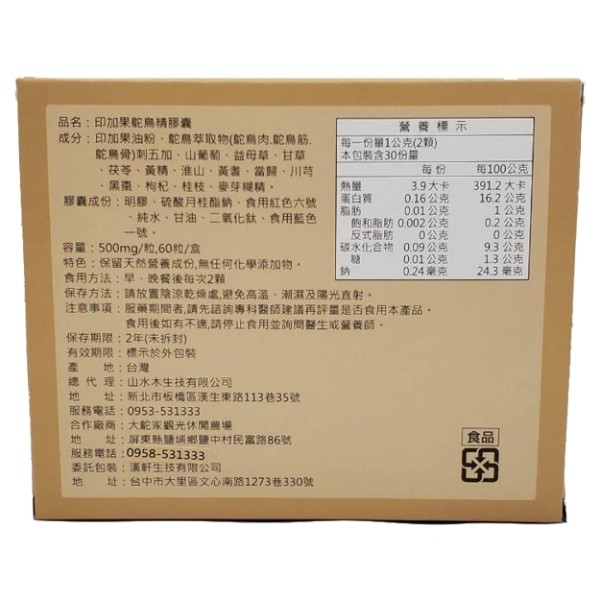 品名：印加果鴕鳥精膠囊
成分：印加果油粉、鴕鳥萃取物(鴕鳥肉.鴕鳥筋.
鴕鳥骨)刺五加、山葡萄、益母草、甘草
、茯苓、黃精、淮山、黃耆、當歸、川芎
、黑棗、枸杞、桂枝、麥芽糊精。
膠囊成份：明膠、硫酸月桂酯鈉、食用紅色六號
、純水、甘油、二氧化鈦、食用藍色
一號。
容量：500mg/粒,60粒/盒
特色：保留天然營養成份,無任何化學添加物。
食用方法：早、晚餐後每次2顆
保存方法：請放置陰涼乾燥處,避免高溫、潮濕及陽光直射。
注意事項：服藥期間者,請先諮詢專科醫師建議再評量是否食用本產品。
食用後如有不適,請停止食用並詢問醫生或營養師。
保存期限：2年(未拆封)
有效期限：標示於外包裝
產地：台灣
總代理：山水木生技有限公司
地址：新北市板橋區漢生東路113巷35號
服務電話：0953-531333
合作廠商：大鴕家觀光休閒農場
地址：屏東縣鹽埔鄉鹽中村民富路86號
服務電話：0958-531333
委託包裝：漢軒生技有限公司
地址：台中市大里區文心南路1273巷330號
營養標示
每一份量1公克(2顆)
本包裝含30份量
每份 每100公克
熱量 3.9大卡 391.2大卡
蛋白質 0.16公克 16.2公克
脂肪 0.01公克 1公克
飽和脂肪 0.002公克 0.2公克
反式脂肪 0公克 0公克
碳水化合物 0.09公克 9.3公克
糖 0.01公克 1.3公克
鈉 0.24毫克 24.3毫克
食品